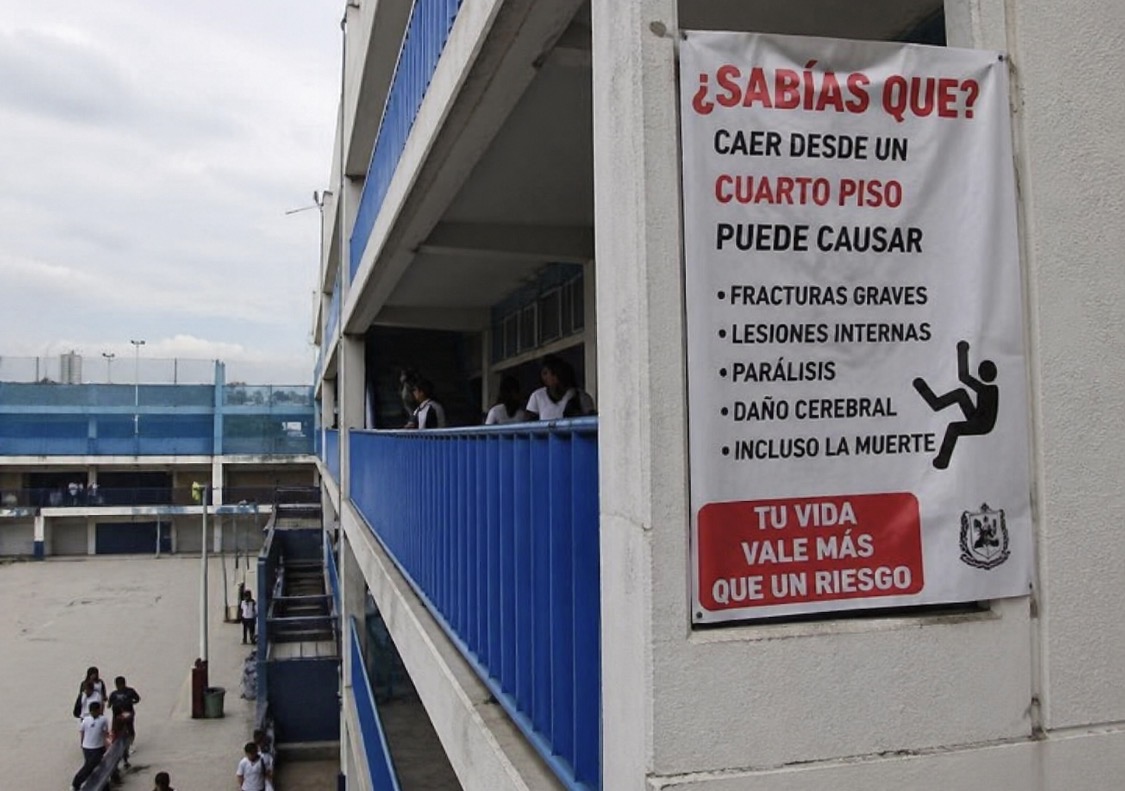 ¿SABÍAS QUE?
CAER DESDE UN
CUARTO PISO
PUEDE CAUSAR
• FRACTURAS GRAVES
• LESIONES INTERNAS
• PARÁLISIS
• DAÑO CEREBRAL
• INCLUSO LA MUERTE
TU VIDA
VALE MÁS
QUE UN RIESGO